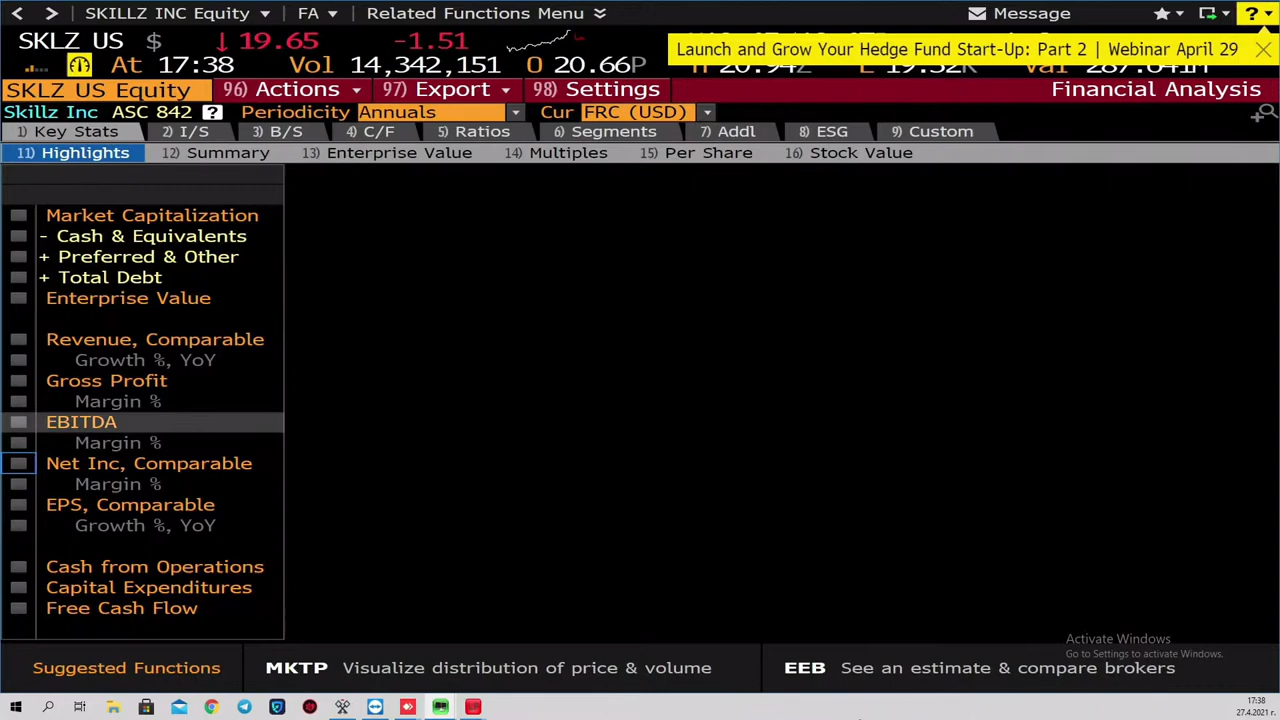 SKILLZ INC Equity FA Related Functions Menu Message ?
SKLZ US $ ↓ 19.65 -1.51
Launch and Grow Your Hedge Fund Start-Up: Part 2 | Webinar April 29
At 17:38 Vol 14,342,151 O 20.66P
SKLZ US Equity 96) Actions 97) Export 98) Settings Financial Analysis
Skillz Inc ASC 842 ? Periodicity Annuals Cur FRC (USD)
1) Key Stats 2) I/S 3) B/S 4) C/F 5) Ratios 6) Segments 7) Addl 8) ESG 9) Custom
11) Highlights 12) Summary 13) Enterprise Value 14) Multiples 15) Per Share 16) Stock Value
Market Capitalization
- Cash & Equivalents
+ Preferred & Other
+ Total Debt
Enterprise Value
Revenue, Comparable
Growth %, YoY
Gross Profit
Margin %
EBITDA
Margin %
Net Inc, Comparable
Margin %
EPS, Comparable
Growth %, YoY
Cash from Operations
Capital Expenditures
Free Cash Flow
Activate Windows
Go to Settings to activate Windows.
Suggested Functions MKTP Visualize distribution of price & volume EEB See an estimate & compare brokers
17:38
27.4.2021 г.